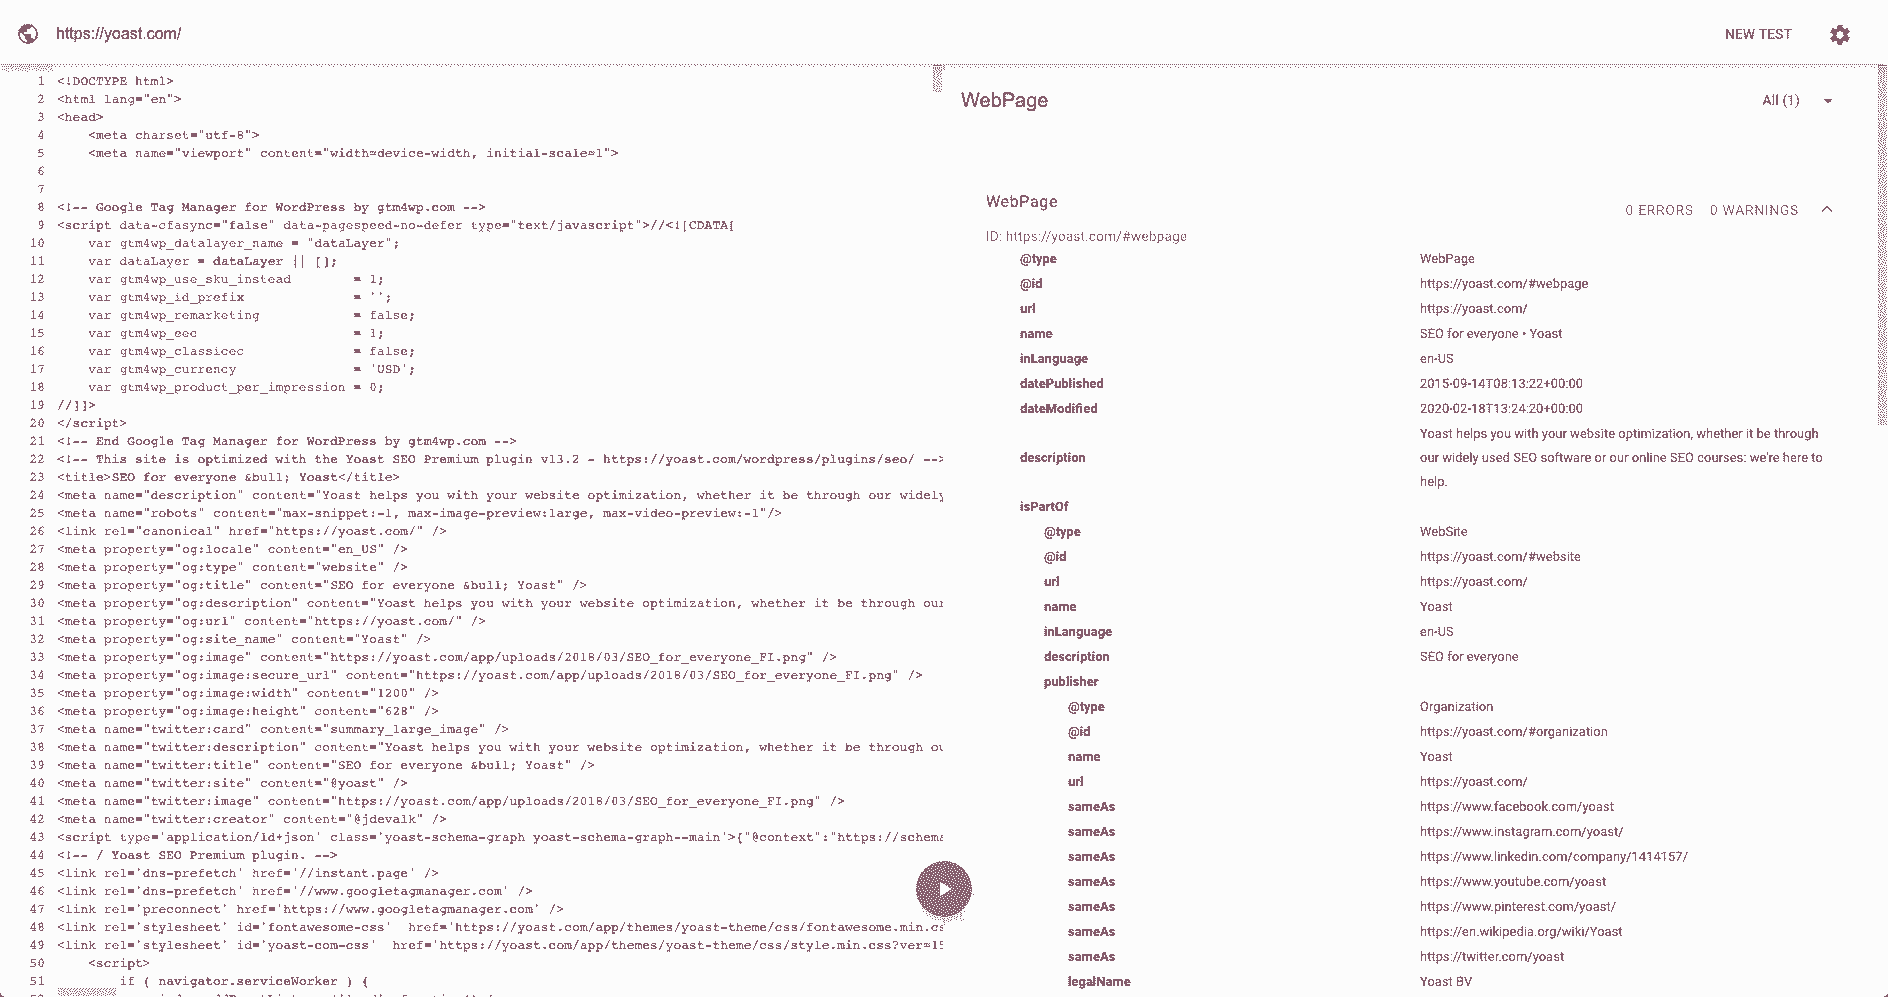 https://yoast.com/
NEW TEST
1 <!DOCTYPE html>
2 <html lang="en">
3 <head>
4 <meta charset="utf-8">
5 <meta name="viewport" content="width=device-width, initial-scale=1">
6
7
8 <!-- Google Tag Manager for WordPress by gtm4wp.com -->
9 <script data-cfasync="false" data-pagespeed-no-defer type="text/javascript">//<![CDATA[
10 var gtm4wp_datalayer_name = "dataLayer";
11 var dataLayer = dataLayer || [];
12 var gtm4wp_use_sku_instead = 1;
13 var gtm4wp_id_prefix = '';
14 var gtm4wp_remarketing = false;
15 var gtm4wp_eec = 1;
16 var gtm4wp_classicec = false;
17 var gtm4wp_currency = 'USD';
18 var gtm4wp_product_per_impression = 0;
19 //]]>
20 </script>
21 <!-- End Google Tag Manager for WordPress by gtm4wp.com -->
22 <!-- This site is optimized with the Yoast SEO Premium plugin v13.2 - https://yoast.com/wordpress/plugins/seo/ -->
23 <title>SEO for everyone &bull; Yoast</title>
24 <meta name="description" content="Yoast helps you with your website optimization, whether it be through our widely
25 <meta name="robots" content="max-snippet:-1, max-image-preview:large, max-video-preview:-1"/>
26 <link rel="canonical" href="https://yoast.com/" />
27 <meta property="og:locale" content="en_US" />
28 <meta property="og:type" content="website" />
29 <meta property="og:title" content="SEO for everyone &bull; Yoast" />
30 <meta property="og:description" content="Yoast helps you with your website optimization, whether it be through our
31 <meta property="og:url" content="https://yoast.com/" />
32 <meta property="og:site_name" content="Yoast" />
33 <meta property="og:image" content="https://yoast.com/app/uploads/2018/03/SEO_for_everyone_FI.png" />
34 <meta property="og:image:secure_url" content="https://yoast.com/app/uploads/2018/03/SEO_for_everyone_FI.png" />
35 <meta property="og:image:width" content="1200" />
36 <meta property="og:image:height" content="628" />
37 <meta name="twitter:card" content="summary_large_image" />
38 <meta name="twitter:description" content="Yoast helps you with your website optimization, whether it be through ou
39 <meta name="twitter:title" content="SEO for everyone &bull; Yoast" />
40 <meta name="twitter:site" content="@yoast" />
41 <meta name="twitter:image" content="https://yoast.com/app/uploads/2018/03/SEO_for_everyone_FI.png" />
42 <meta name="twitter:creator" content="@jdevalk" />
43 <script type='application/ld+json' class='yoast-schema-graph yoast-schema-graph--main'>{"@context":"https://schema
44 <!-- / Yoast SEO Premium plugin. -->
45 <link rel='dns-prefetch' href='//instant.page' />
46 <link rel='dns-prefetch' href='//www.googletagmanager.com' />
47 <link rel='preconnect' href='https://www.googletagmanager.com' />
48 <link rel='stylesheet' id='fontawesome-css' href='https://yoast.com/app/themes/yoast-theme/css/fontawesome.min.cs
49 <link rel='stylesheet' id='yoast-com-css' href='https://yoast.com/app/themes/yoast-theme/css/style.min.css?ver=15
50 <script>
51 if ( navigator.serviceWorker ) {
WebPage
All (1)
WebPage
0 ERRORS 0 WARNINGS
ID: https://yoast.com/#webpage
@type WebPage
@id https://yoast.com/#webpage
url https://yoast.com/
name SEO for everyone • Yoast
inLanguage en-US
datePublished 2015-09-14T08:13:22+00:00
dateModified 2020-02-18T13:24:20+00:00
Yoast helps you with your website optimization, whether it be through
description our widely used SEO software or our online SEO courses: we're here to
help.
isPartOf
@type WebSite
@id https://yoast.com/#website
url https://yoast.com/
name Yoast
inLanguage en-US
description SEO for everyone
publisher
@type Organization
@id https://yoast.com/#organization
name Yoast
url https://yoast.com/
sameAs https://www.facebook.com/yoast
sameAs https://www.instagram.com/yoast/
sameAs https://www.linkedin.com/company/1414157/
sameAs https://www.youtube.com/yoast
sameAs https://www.pinterest.com/yoast/
sameAs https://en.wikipedia.org/wiki/Yoast
sameAs https://twitter.com/yoast
legalName Yoast BV